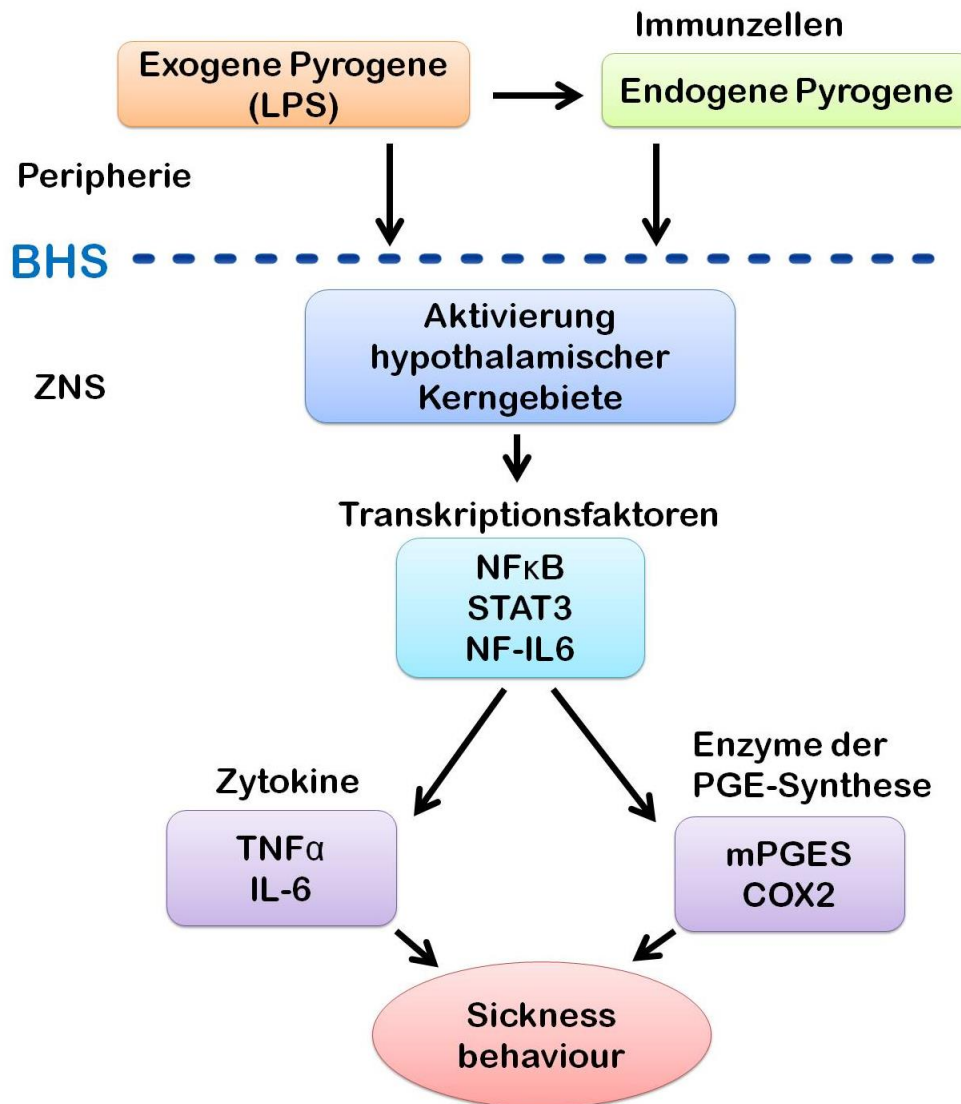 Immunzellen
Exogene Pyrogene
(LPS)
Endogene Pyrogene
Peripherie
BHS
Aktivierung
hypothalamischer
Kerngebiete
ZNS
Transkriptionsfaktoren
NFκB
STAT3
NF-IL6
Zytokine
TNFα
IL-6
Enzyme der
PGE-Synthese
mPGES
COX2
Sickness
behaviour